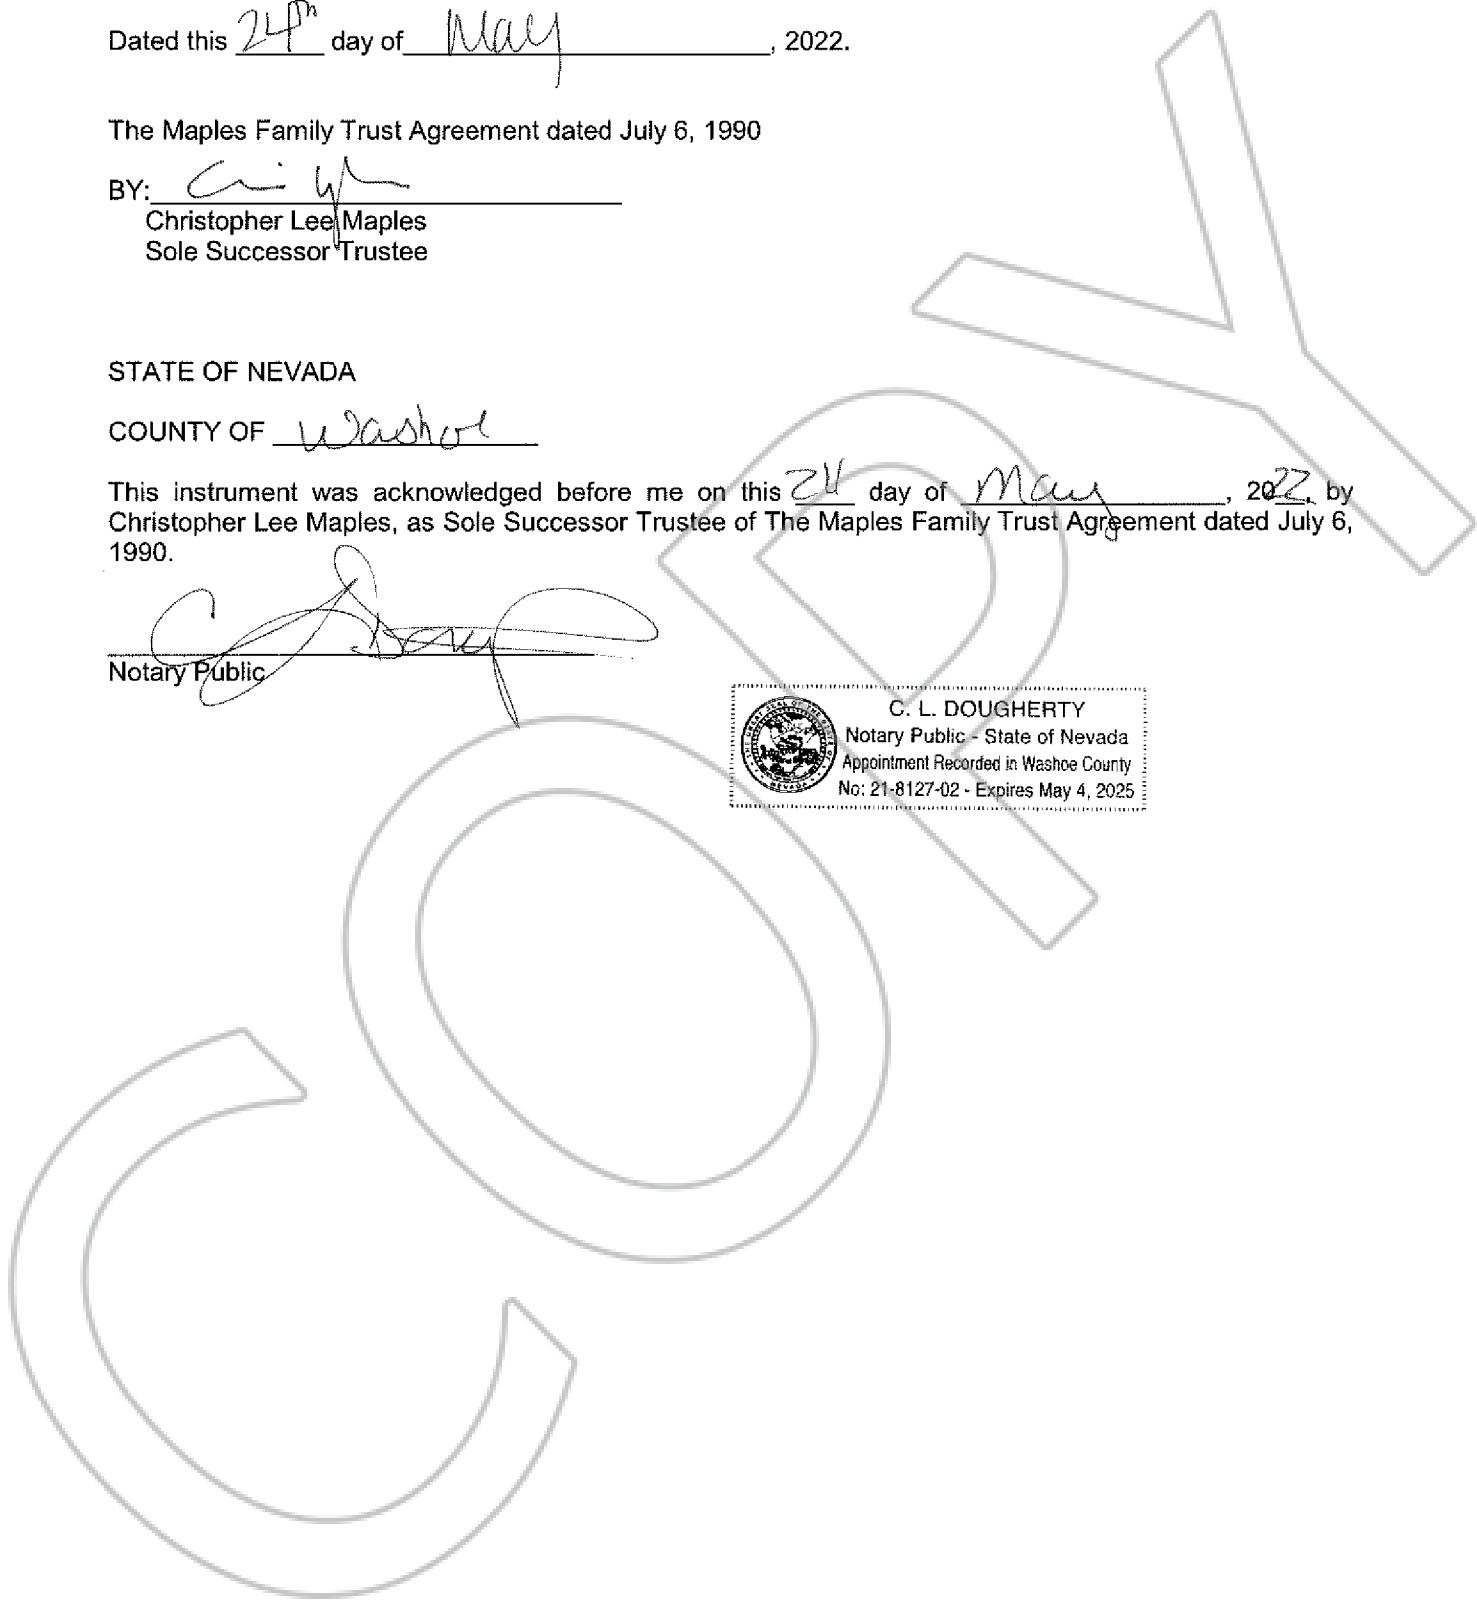 Dated this 24th day of May, 2022.
The Maples Family Trust Agreement dated July 6, 1990
BY:
Christopher Lee Maples
Sole Successor Trustee
STATE OF NEVADA
COUNTY OF Washoe
This instrument was acknowledged before me on this 24 day of May, 2022, by
Christopher Lee Maples, as Sole Successor Trustee of The Maples Family Trust Agreement dated July 6,
1990.
Notary Public
C. L. DOUGHERTY
Notary Public - State of Nevada
Appointment Recorded in Washoe County
No: 21-8127-02 - Expires May 4, 2025
COPY